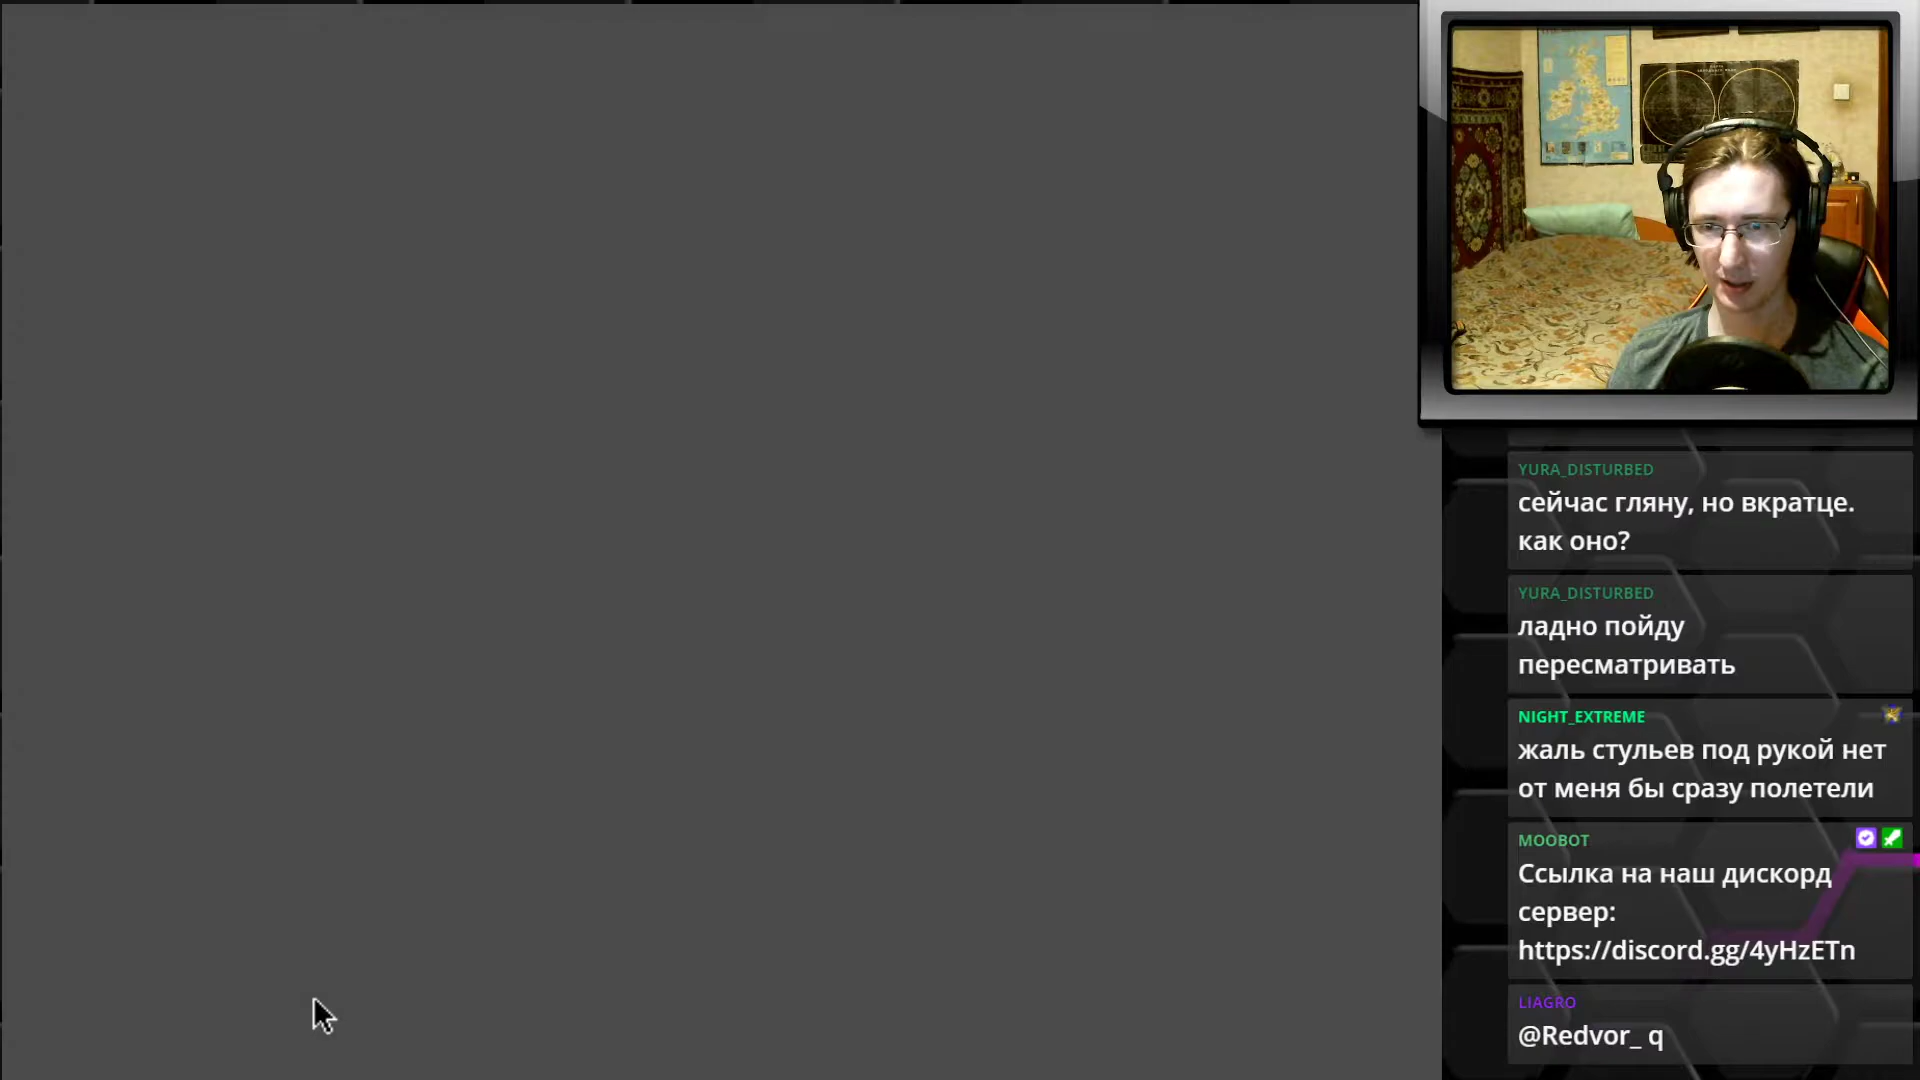 YURA_DISTURBED
сейчас гляну, но вкратце.
как оно?
YURA_DISTURBED
ладно пойду
пересматривать
NIGHT_EXTREME
жаль стульев под рукой нет
от меня бы сразу полетели
MOOBOT
Ссылка на наш дискорд
сервер:
https://discord.gg/4yHzETn
LIAGRO
@Redvor_ q